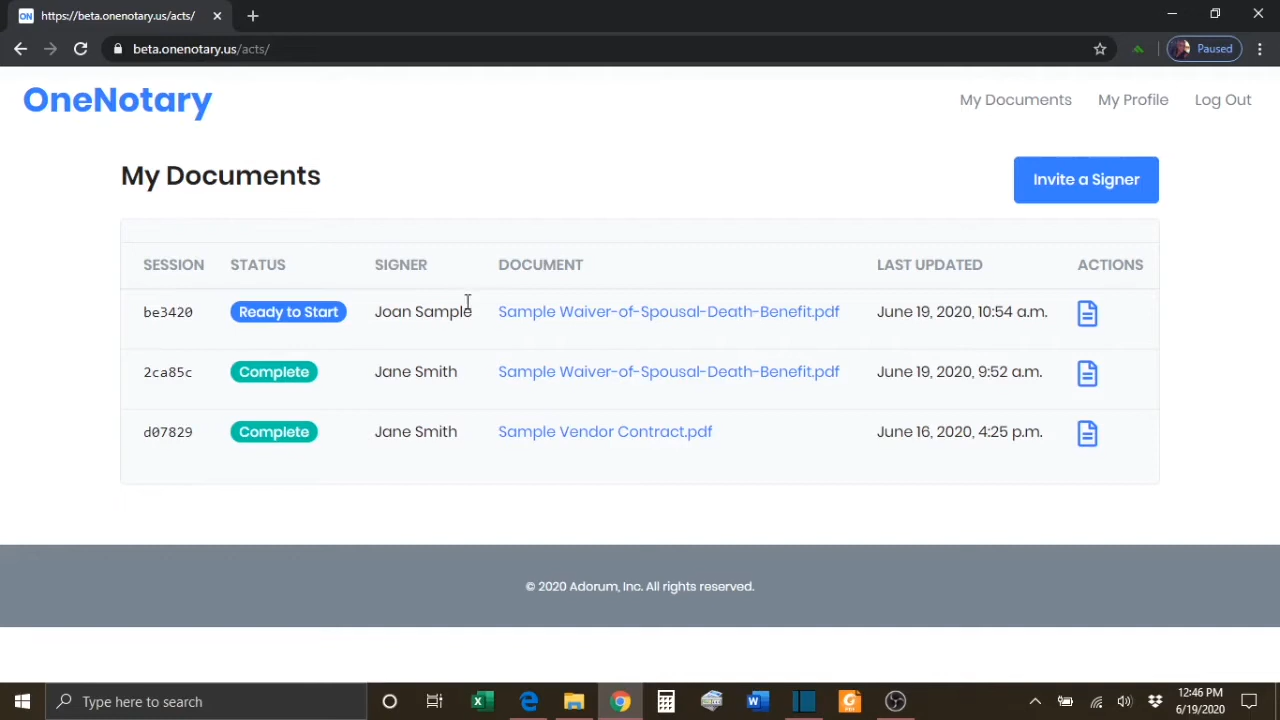 ON https://beta.onenotary.us/acts/
beta.onenotary.us/acts/
Paused
OneNotary
My Documents My Profile Log Out
My Documents
Invite a Signer
SESSION STATUS SIGNER DOCUMENT LAST UPDATED ACTIONS
be3420 Ready to Start Joan Sample Sample Waiver-of-Spousal-Death-Benefit.pdf June 19, 2020, 10:54 a.m.
2ca85c Complete Jane Smith Sample Waiver-of-Spousal-Death-Benefit.pdf June 19, 2020, 9:52 a.m.
d07829 Complete Jane Smith Sample Vendor Contract.pdf June 16, 2020, 4:25 p.m.
© 2020 Adorum, Inc. All rights reserved.
Type here to search
12:46 PM
6/19/2020